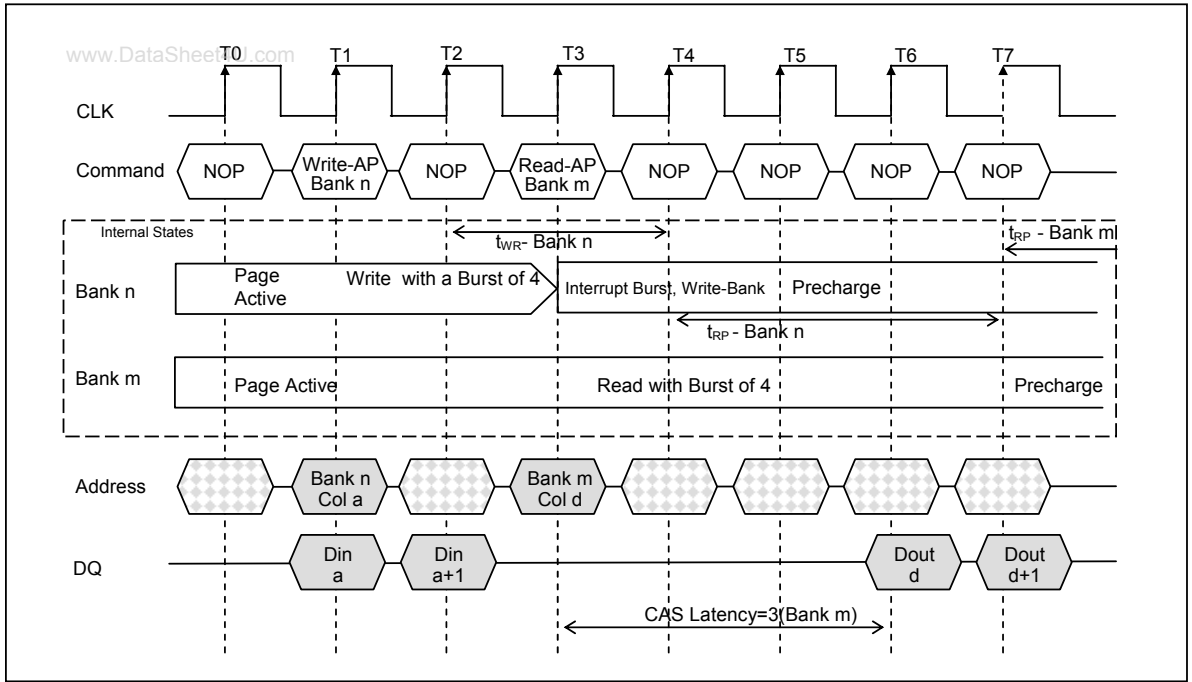 www.DataSheet4U.com
T0 T1 T2 T3 T4 T5 T6 T7
CLK
Command NOP Write-AP Bank n NOP Read-AP Bank m NOP NOP NOP NOP
Internal States
tWR- Bank n
tRP - Bank m
Bank n
Page Active
Write with a Burst of 4
Interrupt Burst, Write-Bank
Precharge
tRP - Bank n
Bank m
Page Active
Read with Burst of 4
Precharge
Address
Bank n Col a
Bank m Col d
DQ
Din a
Din a+1
Dout d
Dout d+1
CAS Latency=3(Bank m)